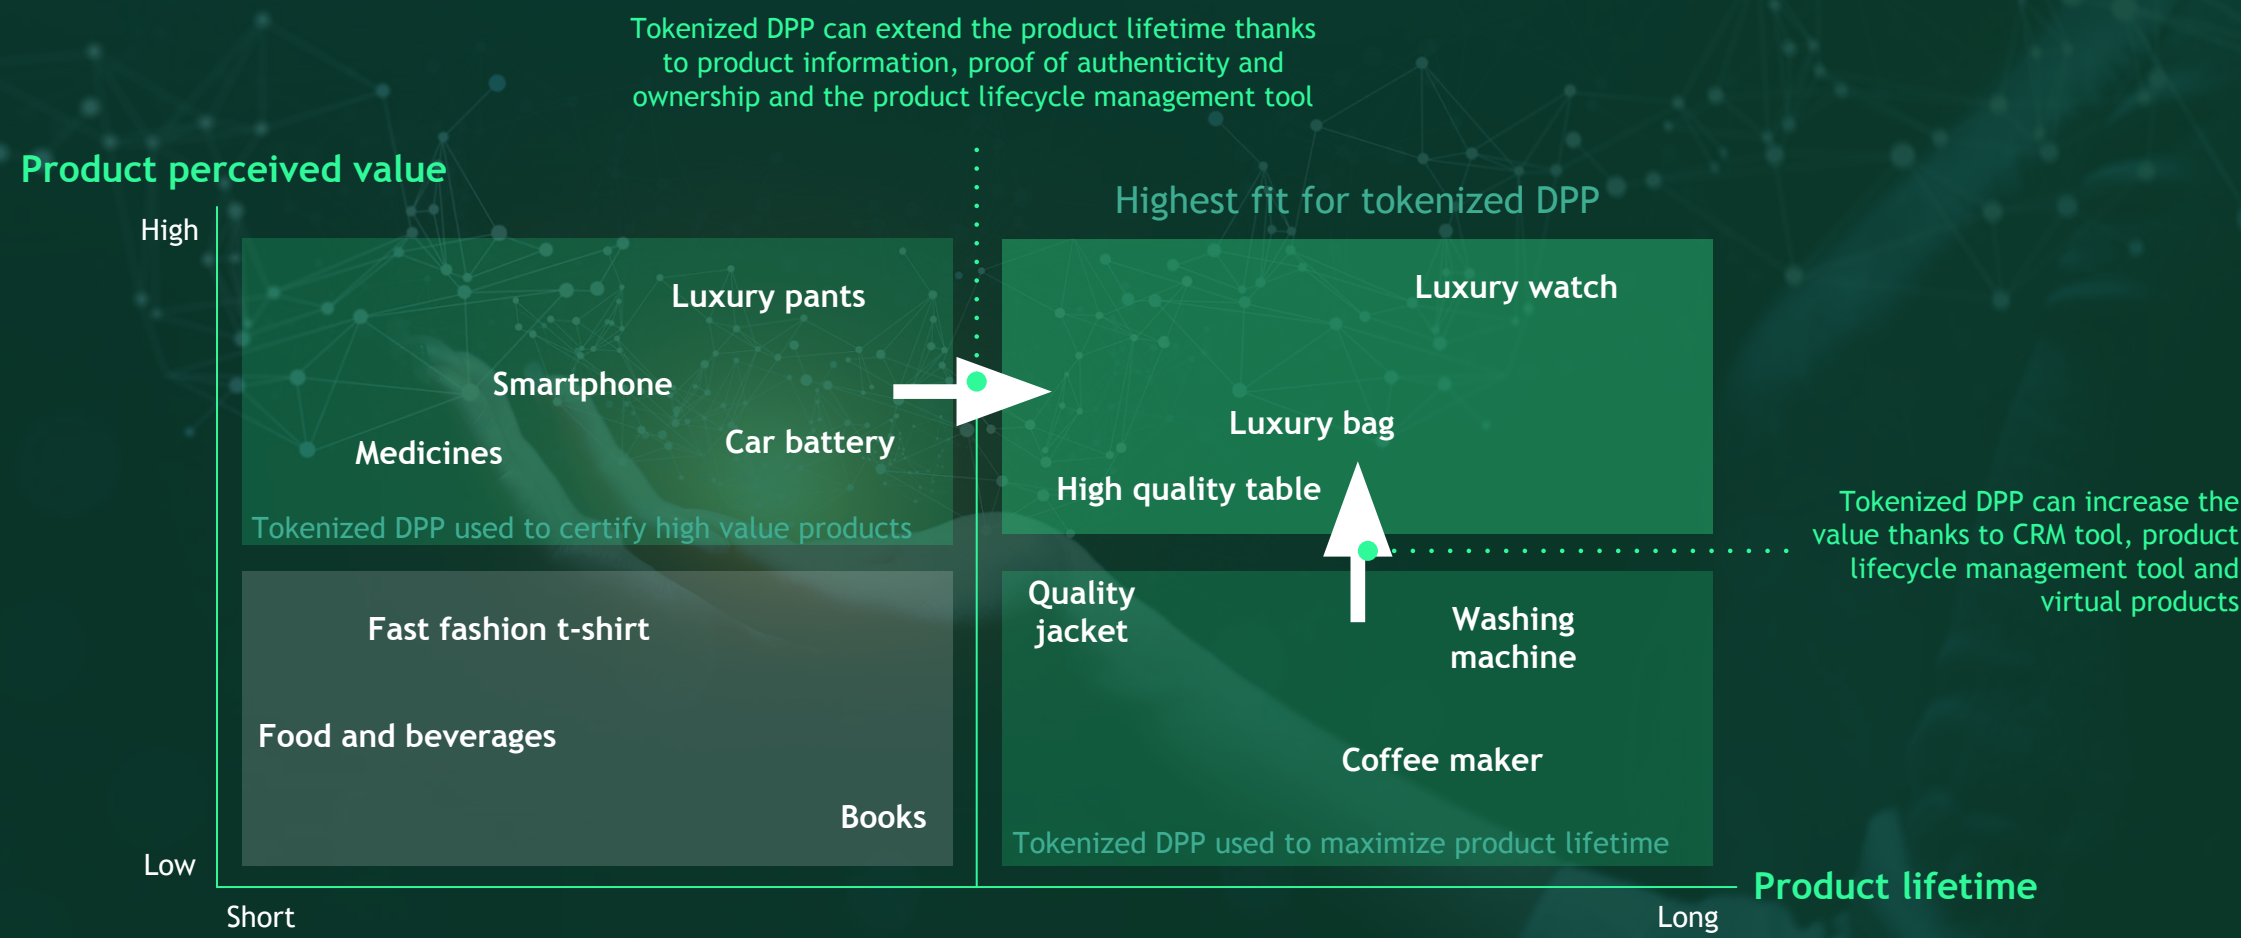 Tokenized DPP can extend the product lifetime thanks
to product information, proof of authenticity and
ownership and the product lifecycle management tool
Product perceived value
Highest fit for tokenized DPP
High
Luxury pants
Luxury watch
Smartphone
Luxury bag
Car battery
Medicines
High quality table
Tokenized DPP used to certify high value products
Tokenized DPP can increase the
value thanks to CRM tool, product
lifecycle management tool and
virtual products
Quality
jacket
Washing
machine
Fast fashion t-shirt
Food and beverages
Coffee maker
Books
Tokenized DPP used to maximize product lifetime
Low
Product lifetime
Short
Long